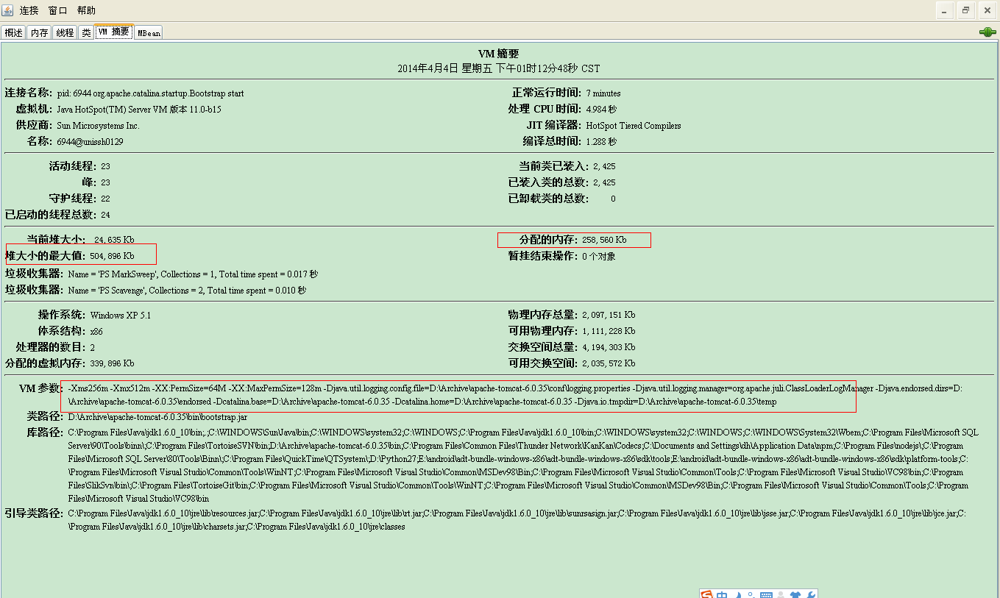 连接 窗口 帮助
概述 内存 线程 类 VM 摘要 MBean
VM 摘要
2014年4月4日 星期五 下午01时12分48秒 CST
连接名称: pid: 6944 org.apache.catalina.startup.Bootstrap start 正常运行时间: 7 minutes
虚拟机: Java HotSpot(TM) Server VM 版本 11.0-b15 处理 CPU 时间: 4.984 秒
供应商: Sun Microsystems Inc. JIT 编译器: HotSpot Tiered Compilers
名称: 6944@unissh0129 编译总时间: 1.288 秒
活动线程: 23 当前类已装入: 2,425
峰: 23 已装入类的总数: 2,425
守护线程: 22 已卸载类的总数: 0
已启动的线程总数: 24
当前堆大小: 24,635 Kb 分配的内存: 258,560 Kb
堆大小的最大值: 504,896 Kb 暂挂结束操作: 0 个对象
垃圾收集器: Name = 'PS MarkSweep', Collections = 1, Total time spent = 0.017 秒
垃圾收集器: Name = 'PS Scavenge', Collections = 2, Total time spent = 0.010 秒
操作系统: Windows XP 5.1 物理内存总量: 2,097,151 Kb
体系结构: x86 可用物理内存: 1,111,228 Kb
处理器的数目: 2 交换空间总量: 4,194,303 Kb
分配的虚拟内存: 339,896 Kb 可用交换空间: 2,035,572 Kb
VM 参数: -Xms256m -Xmx512m -XX:PermSize=64M -XX:MaxPermSize=128m -Djava.util.logging.config.file=D:\Archive\apache-tomcat-6.0.35\conf\logging.properties -Djava.util.logging.manager=org.apache.juli.ClassLoaderLogManager -Djava.endorsed.dirs=D:
\Archive\apache-tomcat-6.0.35\endorsed -Dcatalina.base=D:\Archive\apache-tomcat-6.0.35 -Dcatalina.home=D:\Archive\apache-tomcat-6.0.35 -Djava.io.tmpdir=D:\Archive\apache-tomcat-6.0.35\temp
类路径: D:\Archive\apache-tomcat-6.0.35\bin\bootstrap.jar
库路径: C:\Program Files\Java\jdk1.6.0_10\bin;.;C:\WINDOWS\Sun\Java\bin;C:\WINDOWS\system32;C:\WINDOWS;C:\Program Files\Java\jdk1.6.0_10\bin;C:\WINDOWS\system32;C:\WINDOWS;C:\WINDOWS\System32\Wbem;C:\Program Files\Microsoft SQL
Server\90\Tools\binn\;C:\Program Files\TortoiseSVN\bin;D:\Archive\apache-tomcat-6.0.35\bin;C:\Program Files\Common Files\Thunder Network\KanKan\Codecs;C:\Documents and Settings\dh\Application Data\npm;C:\Program Files\nodejs\;C:\Program
Files\Microsoft SQL Server\80\Tools\Binn\;C:\Program Files\QuickTime\QTSystem\;D:\Python27;E:\android\adt-bundle-windows-x86\adt-bundle-windows-x86\sdk\tools;E:\android\adt-bundle-windows-x86\adt-bundle-windows-x86\sdk\platform-tools;C:
\Program Files\Microsoft Visual Studio\Common\Tools\WinNT;C:\Program Files\Microsoft Visual Studio\Common\MSDev98\Bin;C:\Program Files\Microsoft Visual Studio\Common\Tools;C:\Program Files\Microsoft Visual Studio\VC98\bin;C:\Program
Files\SlikSvn\bin\;C:\Program Files\TortoiseGit\bin;C:\Program Files\Microsoft Visual Studio\Common\Tools\WinNT;C:\Program Files\Microsoft Visual Studio\Common\MSDev98\Bin;C:\Program Files\Microsoft Visual Studio\Common\Tools;C:\Program
Files\Microsoft Visual Studio\VC98\bin
引导类路径: C:\Program Files\Java\jdk1.6.0_10\jre\lib\resources.jar;C:\Program Files\Java\jdk1.6.0_10\jre\lib\rt.jar;C:\Program Files\Java\jdk1.6.0_10\jre\lib\sunrsasign.jar;C:\Program Files\Java\jdk1.6.0_10\jre\lib\jsse.jar;C:\Program Files\Java\jdk1.6.0_10\jre\lib\jce.jar;C:
\Program Files\Java\jdk1.6.0_10\jre\lib\charsets.jar;C:\Program Files\Java\jdk1.6.0_10\jre\classes
中